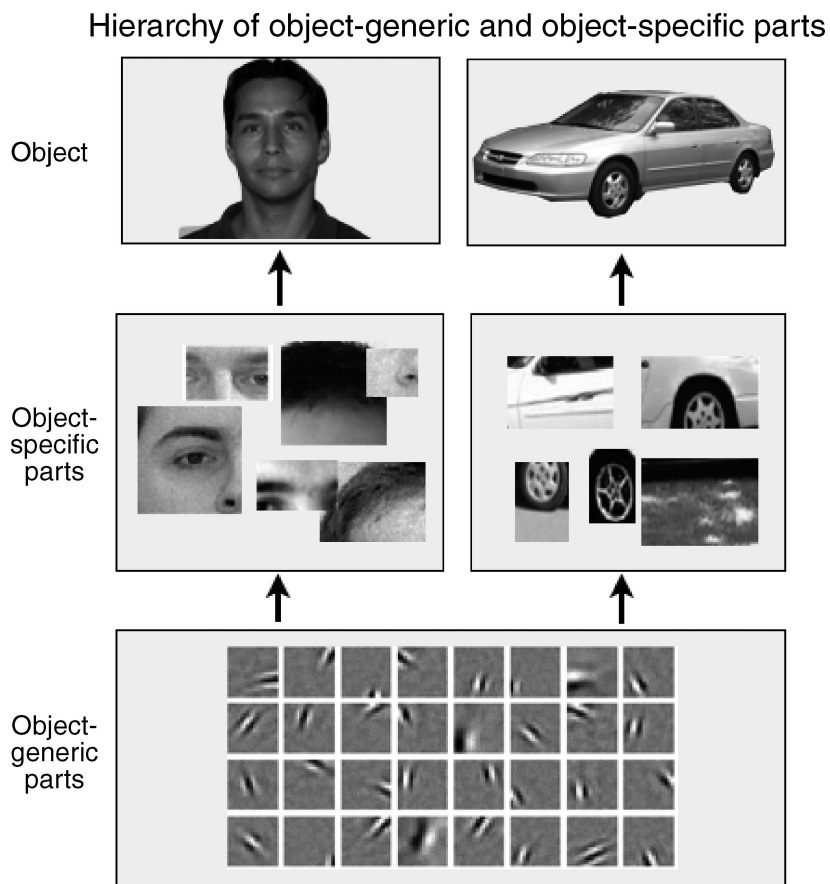 Hierarchy of object-generic and object-specific parts
Object
Object-
specific
parts
Object-
generic
parts